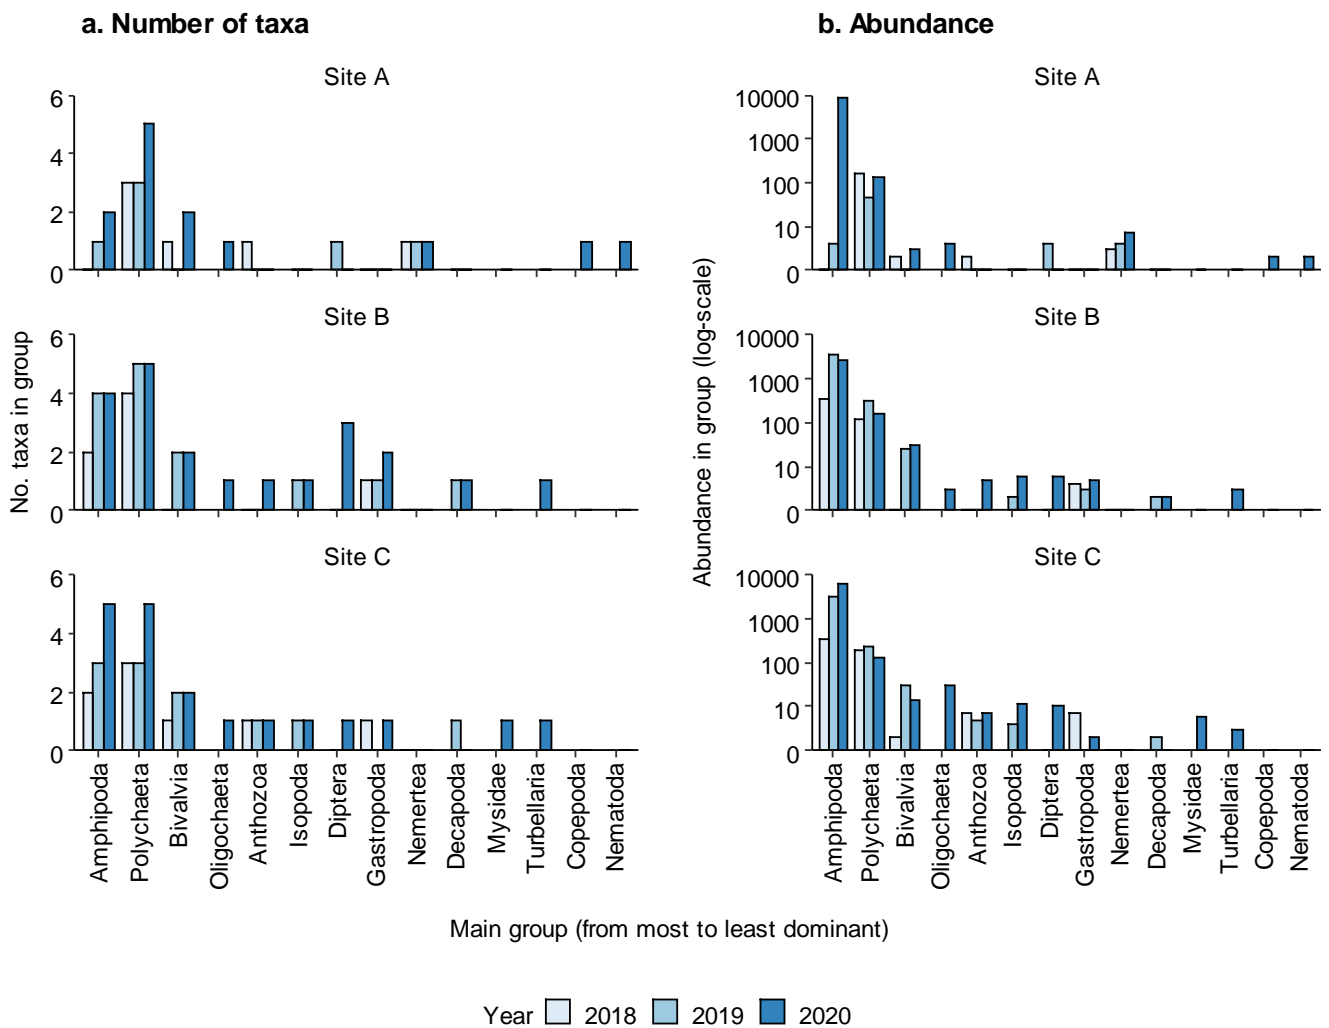 a. Number of taxa
b. Abundance
Site A
6
4
2
0
Site B
6
4
2
0
Site C
6
4
2
0
No. taxa in group
Amphipoda
Polychaeta
Bivalvia
Oligochaeta
Anthozoa
Isopoda
Diptera
Gastropoda
Nemertea
Decapoda
Mysidae
Turbellaria
Copepoda
Nematoda
Site A
10000
1000
100
10
0
Site B
10000
1000
100
10
0
Site C
10000
1000
100
10
0
Abundance in group (log-scale)
Amphipoda
Polychaeta
Bivalvia
Oligochaeta
Anthozoa
Isopoda
Diptera
Gastropoda
Nemertea
Decapoda
Mysidae
Turbellaria
Copepoda
Nematoda
Main group (from most to least dominant)
Year 2018 2019 2020